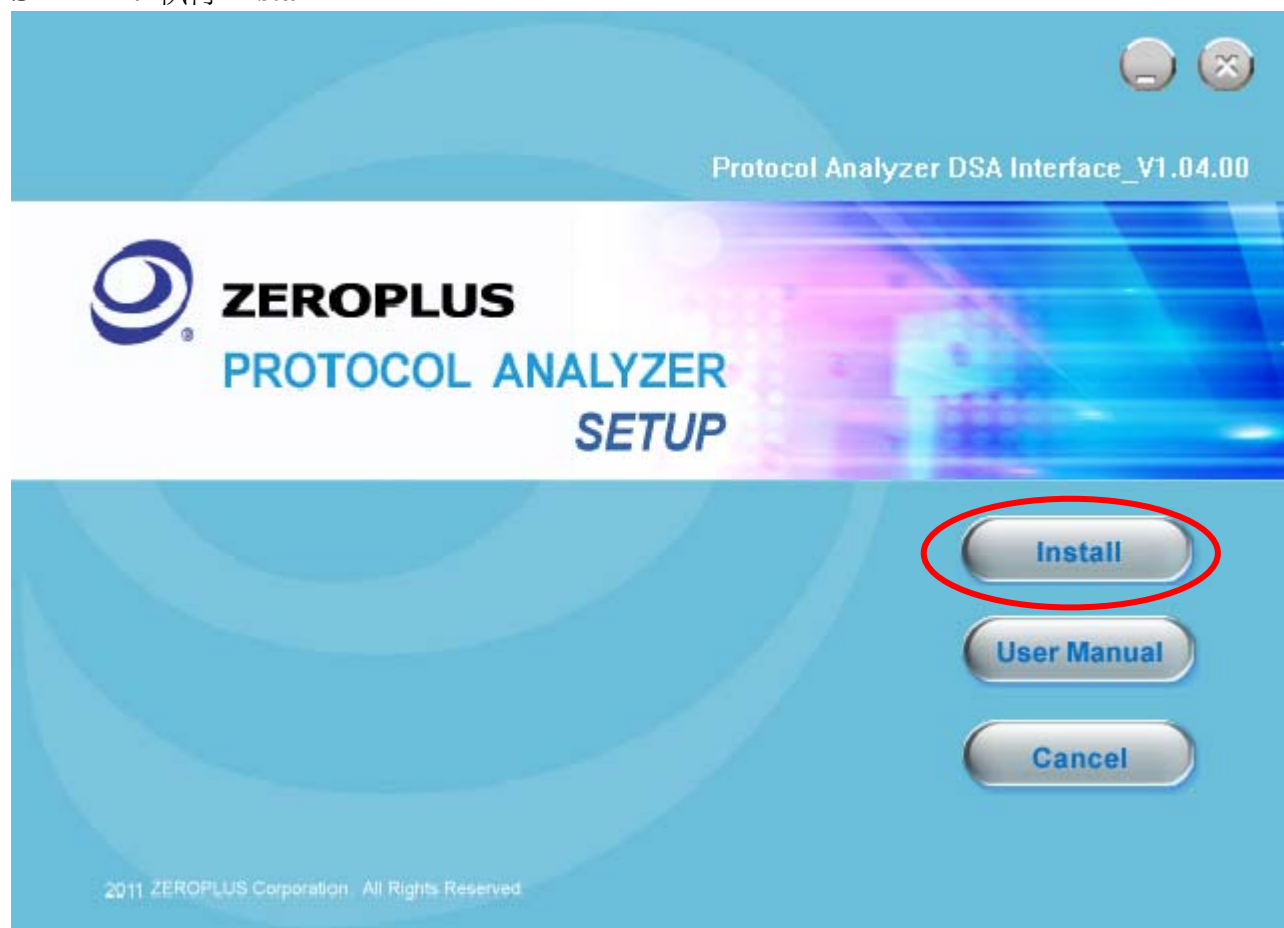 Protocol Analyzer DSA Interface_V1.04.00
ZEROPLUS
PROTOCOL ANALYZER
SETUP
Install
User Manual
Cancel
2011 ZEROPLUS Corporation. All Rights Reserved.